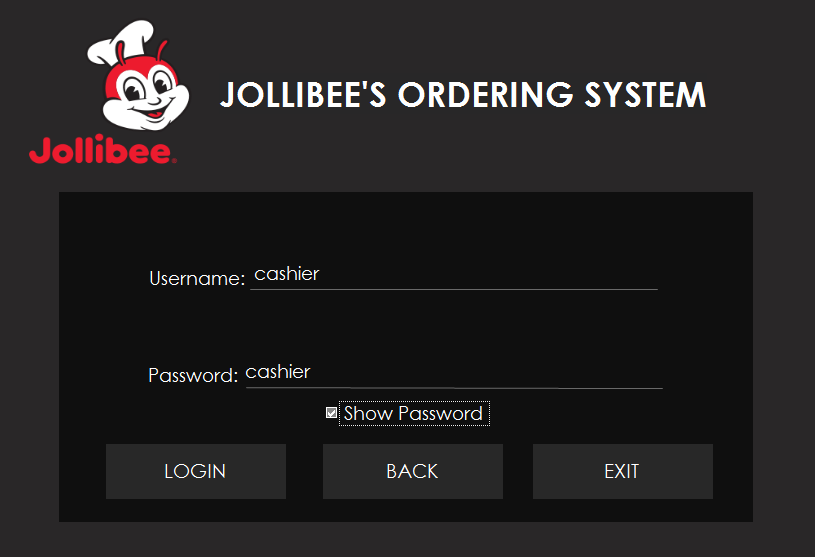 JOLLIBEE'S ORDERING SYSTEM
Jollibee.
Username: cashier
Password: cashier
Show Password
LOGIN BACK EXIT